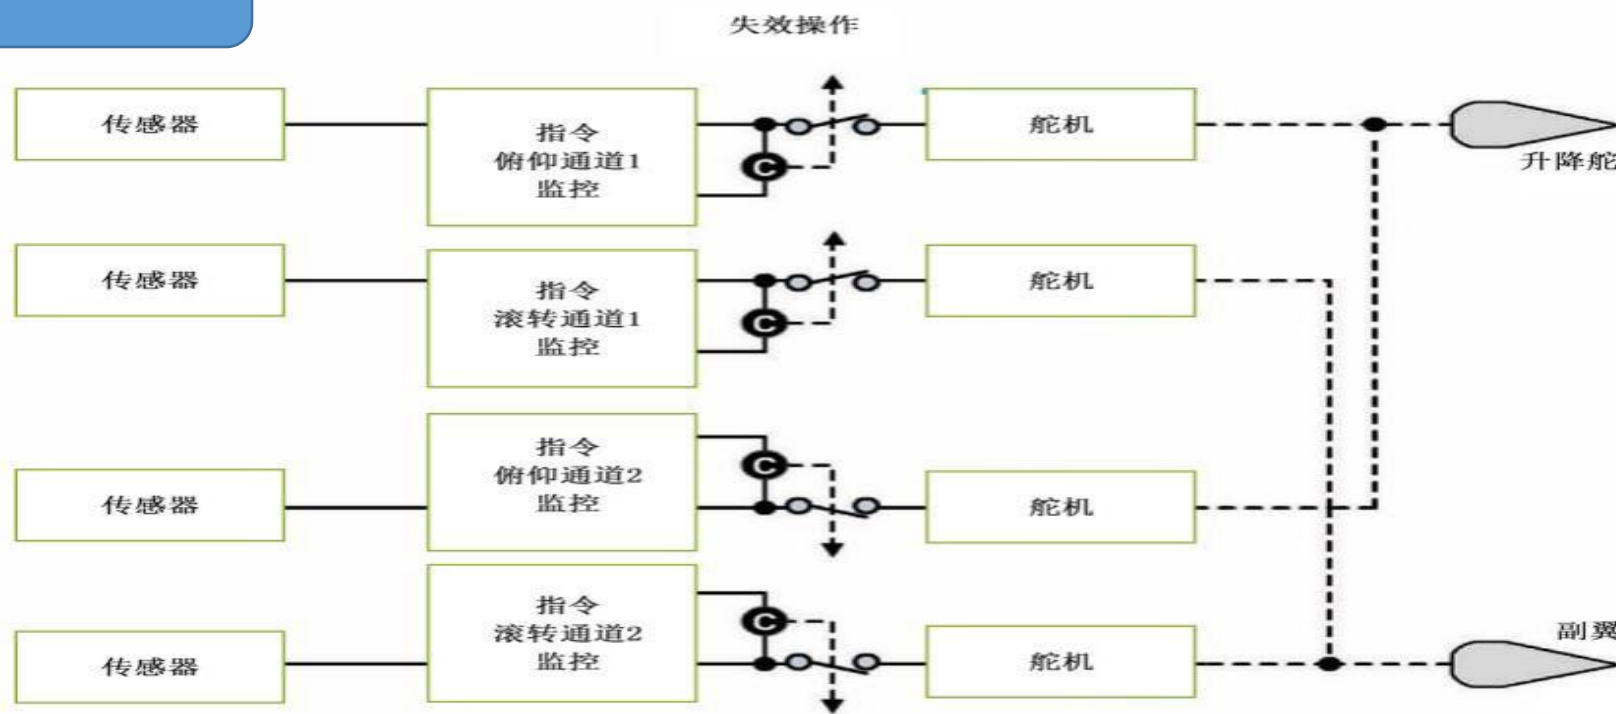 失效操作
传感器
指令
俯仰通道1
监控
C
舵机
升降舵
传感器
指令
滚转通道1
监控
C
舵机
传感器
指令
俯仰通道2
监控
C
舵机
传感器
指令
滚转通道2
监控
C
舵机
副翼